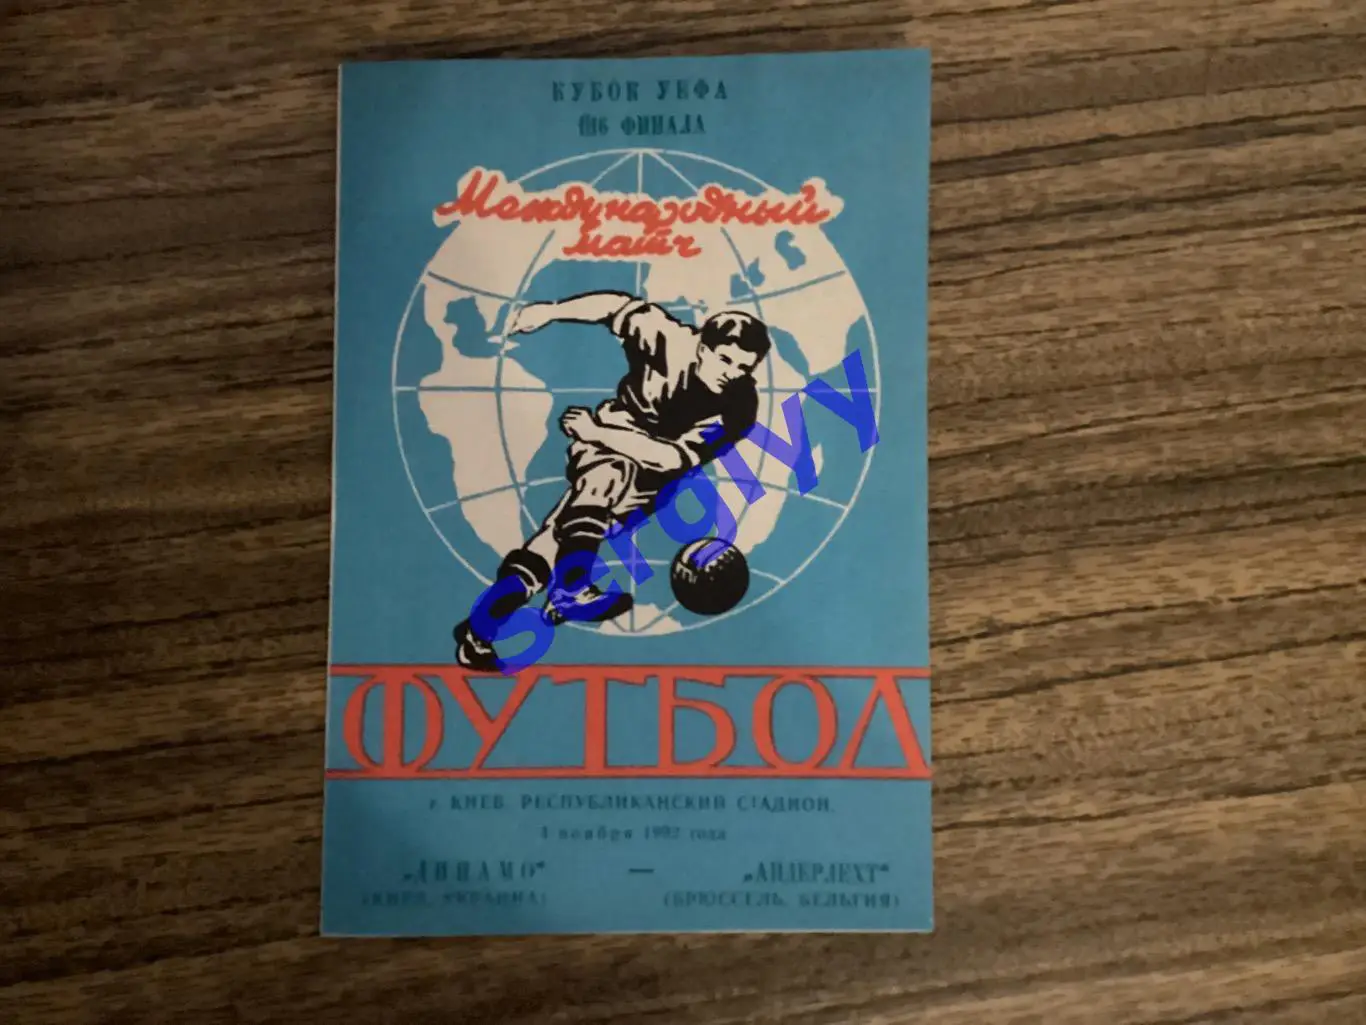 КУБОК УЕФА
1/16 ФИНАЛА
Международный
матч
Sergiyy
ФУТБОЛ
г. КИЕВ. РЕСПУБЛИКАНСКИЙ СТАДИОН.
4 ноября 1992 года
„ДИНАМО“ — „АНДЕРЛЕХТ“
(КИЕВ, УКРАИНА) (БРЮССЕЛЬ, БЕЛЬГИЯ)